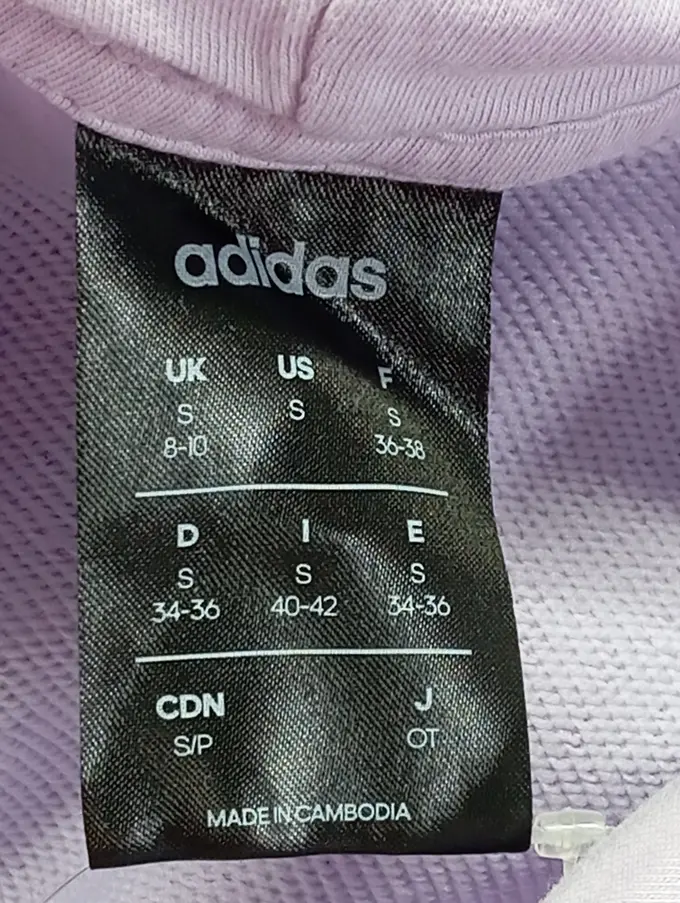 adidas
UK US F
S S S
8-10 36-38
D I E
S S S
34-36 40-42 34-36
CDN J
S/P OT
MADE IN CAMBODIA